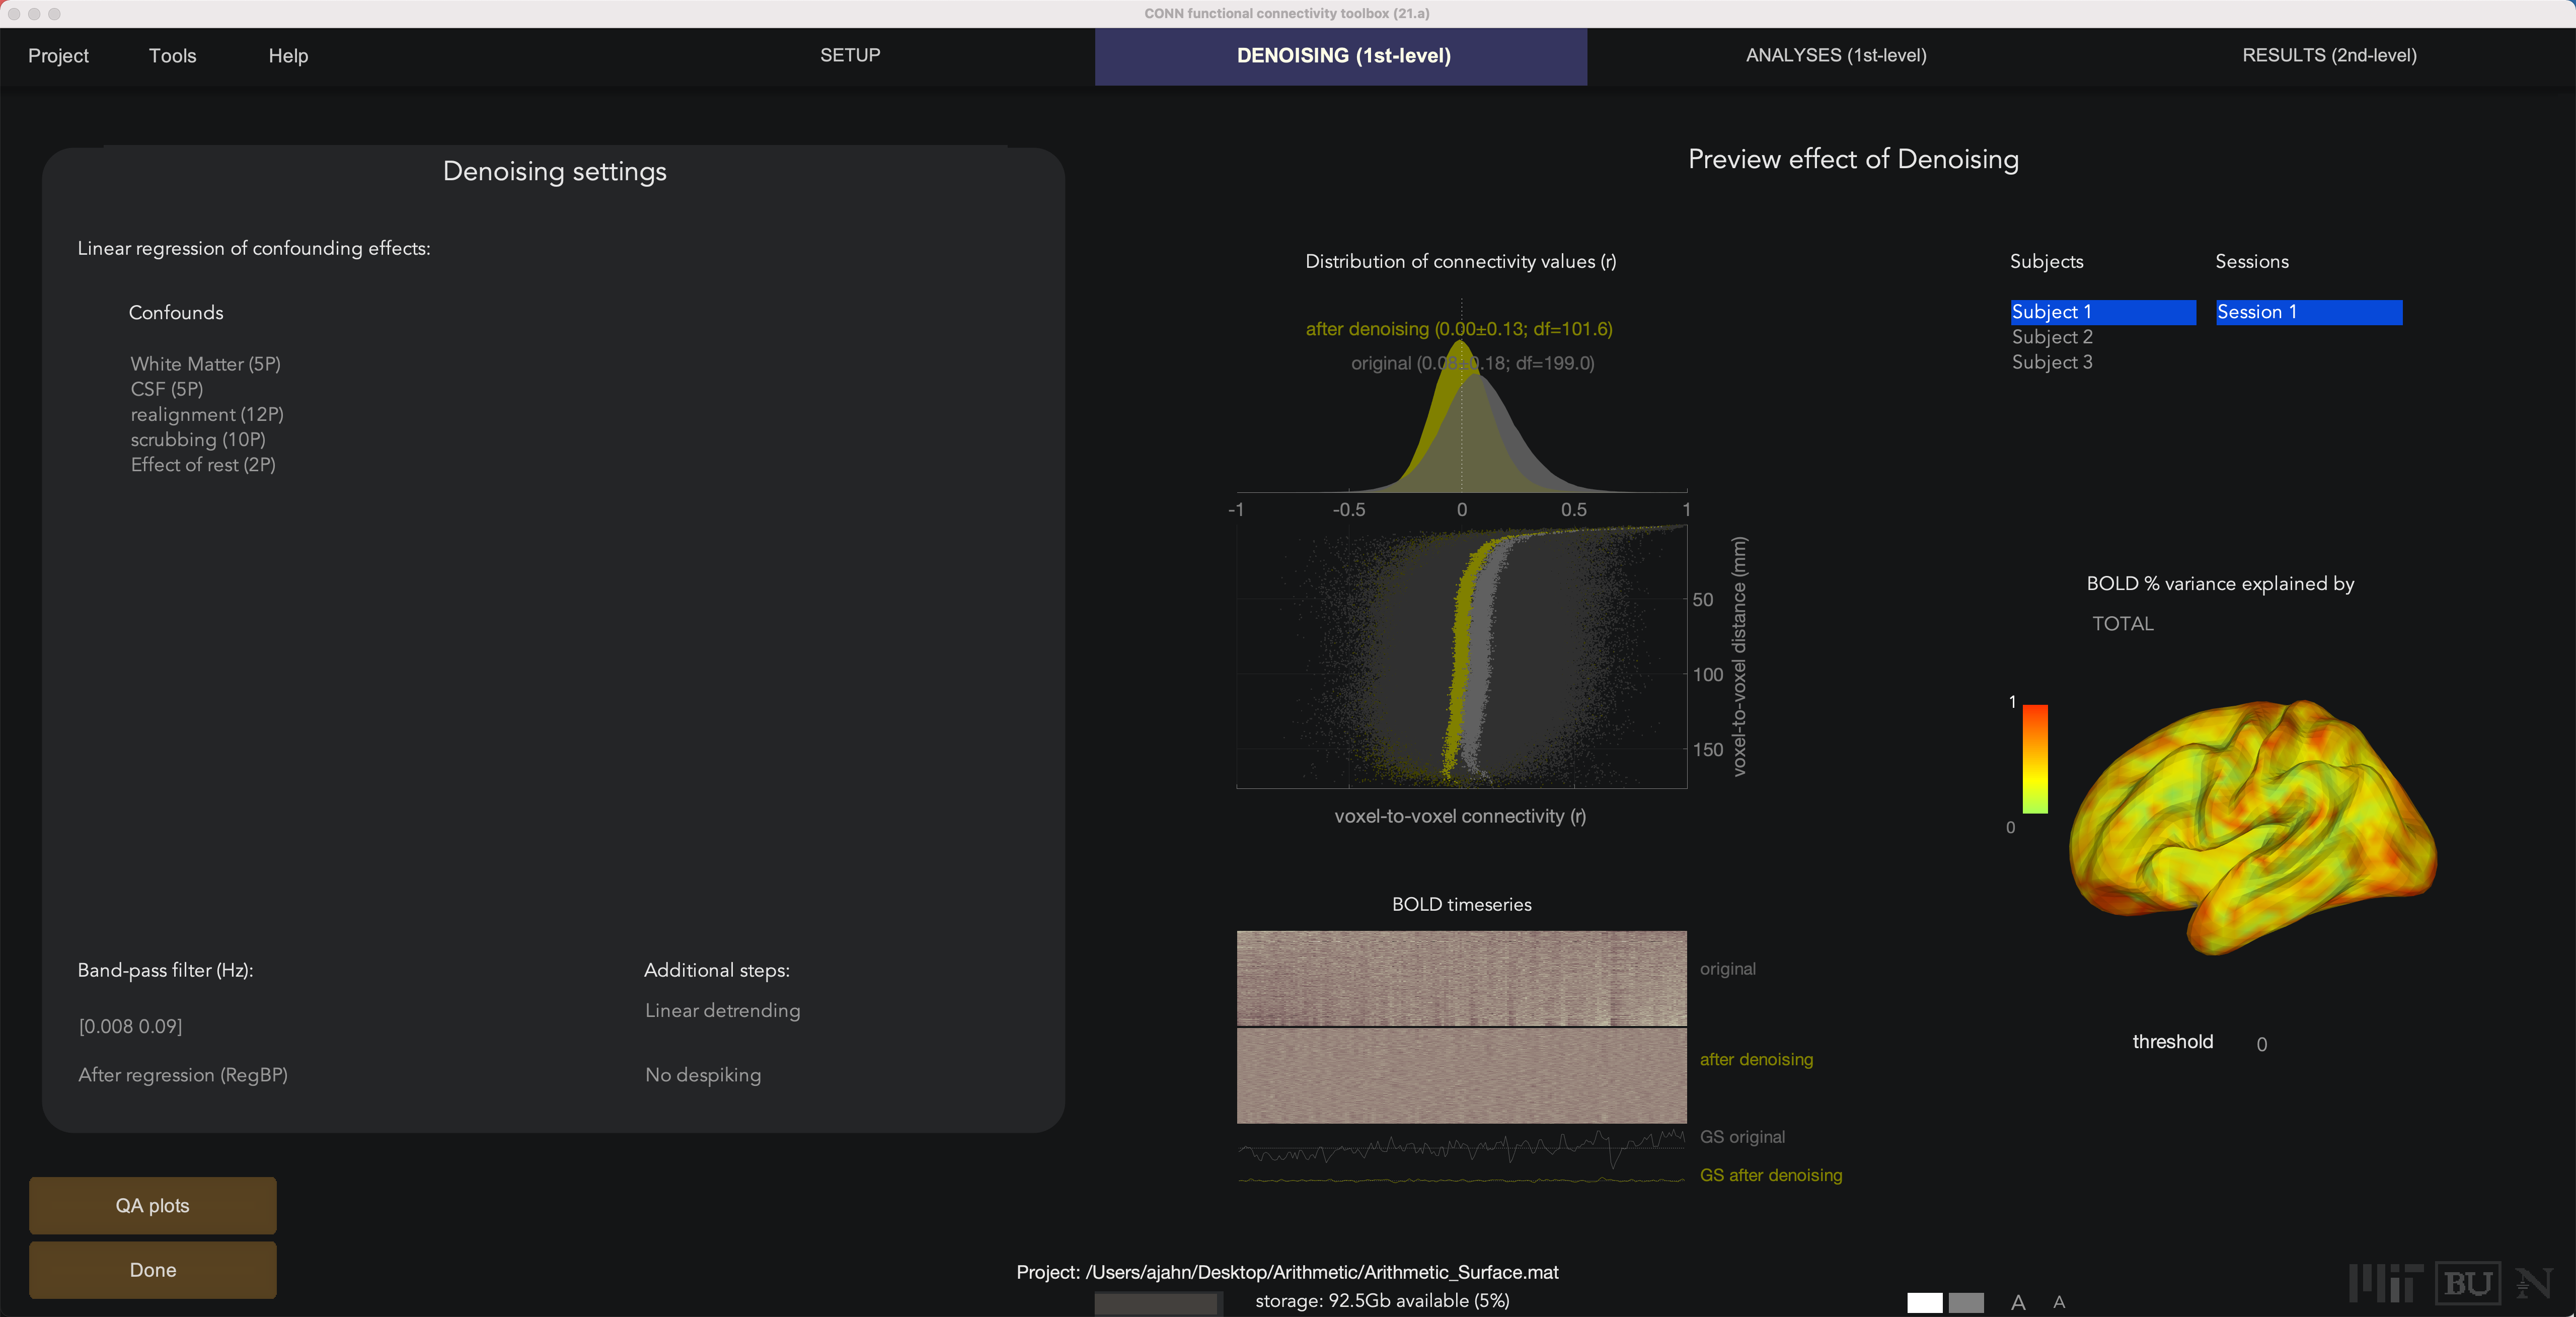 CONN functional connectivity toolbox (21.a)
Project Tools Help SETUP DENOISING (1st-level) ANALYSES (1st-level) RESULTS (2nd-level)
Denoising settings
Linear regression of confounding effects:
Confounds
White Matter (5P)
CSF (5P)
realignment (12P)
scrubbing (10P)
Effect of rest (2P)
Band-pass filter (Hz):
[0.008 0.09]
After regression (RegBP)
Additional steps:
Linear detrending
No despiking
QA plots
Done
Preview effect of Denoising
Distribution of connectivity values (r)
after denoising (0.00±0.13; df=101.6)
original (0.08±0.18; df=199.0)
-1 -0.5 0 0.5 1
50
100
150
voxel-to-voxel distance (mm)
voxel-to-voxel connectivity (r)
BOLD timeseries
original
after denoising
GS original
GS after denoising
Subjects
Subject 1
Subject 2
Subject 3
Sessions
Session 1
BOLD % variance explained by
TOTAL
1
0
threshold 0
Project: /Users/ajahn/Desktop/Arithmetic/Arithmetic_Surface.mat
storage: 92.5Gb available (5%)
A A
MIT BU N